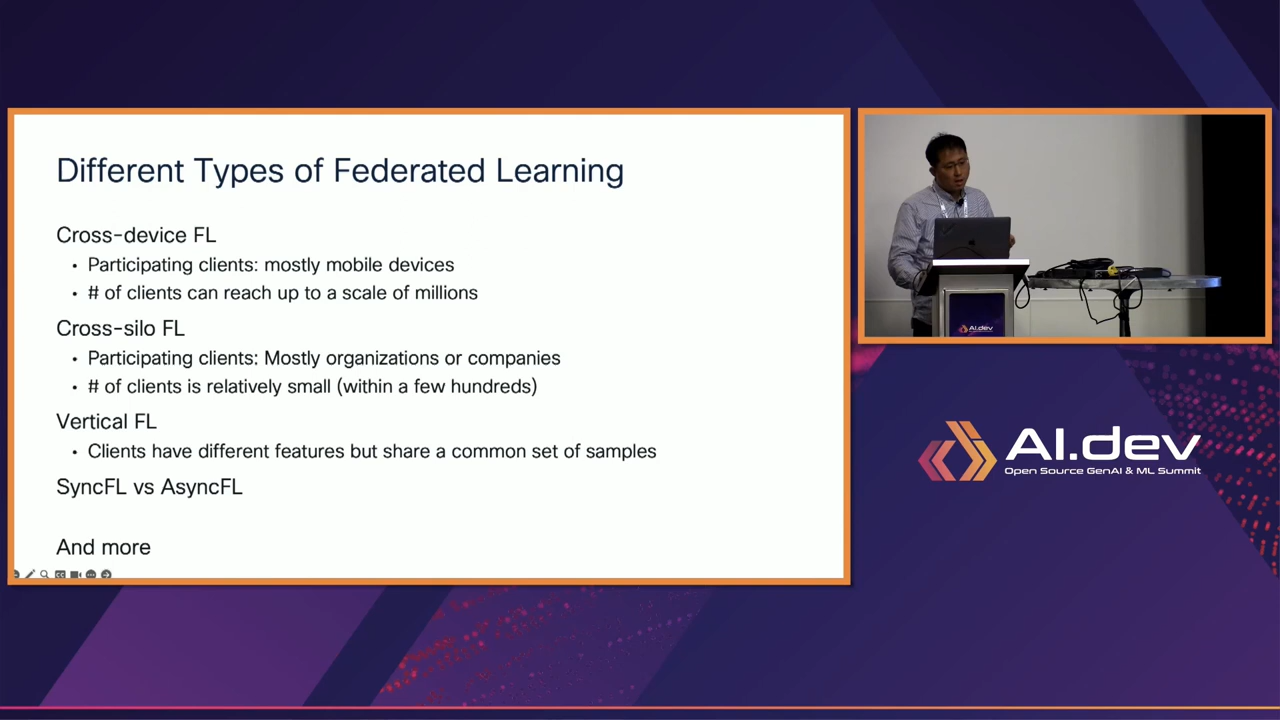 Different Types of Federated Learning
Cross-device FL
• Participating clients: mostly mobile devices
• # of clients can reach up to a scale of millions
Cross-silo FL
• Participating clients: Mostly organizations or companies
• # of clients is relatively small (within a few hundreds)
Vertical FL
• Clients have different features but share a common set of samples
SyncFL vs AsyncFL
And more
AI.dev
AI.dev
Open Source GenAI & ML Summit